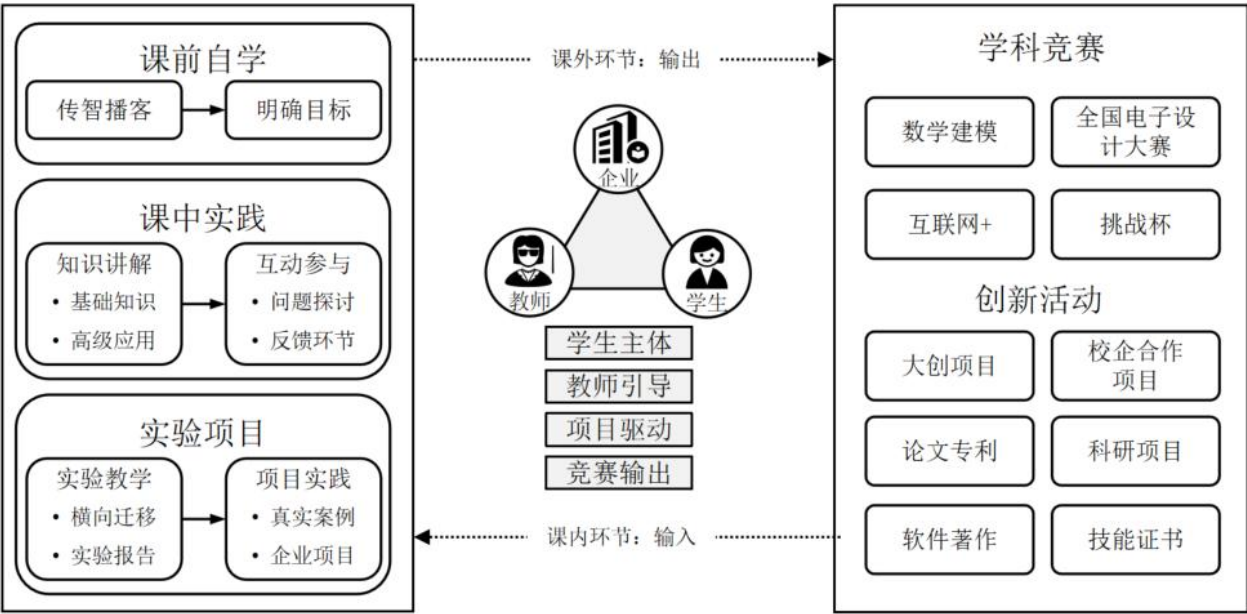 课前自学
传智播客
明确目标
课中实践
知识讲解
• 基础知识
• 高级应用
互动参与
• 问题探讨
• 反馈环节
实验项目
实验教学
• 横向迁移
• 实验报告
项目实践
• 真实案例
• 企业项目
课外环节：输出
企业
教师
学生
学生主体
教师引导
项目驱动
竞赛输出
课内环节：输入
学科竞赛
数学建模
全国电子设
计大赛
互联网+
挑战杯
创新活动
大创项目
校企合作
项目
论文专利
科研项目
软件著作
技能证书